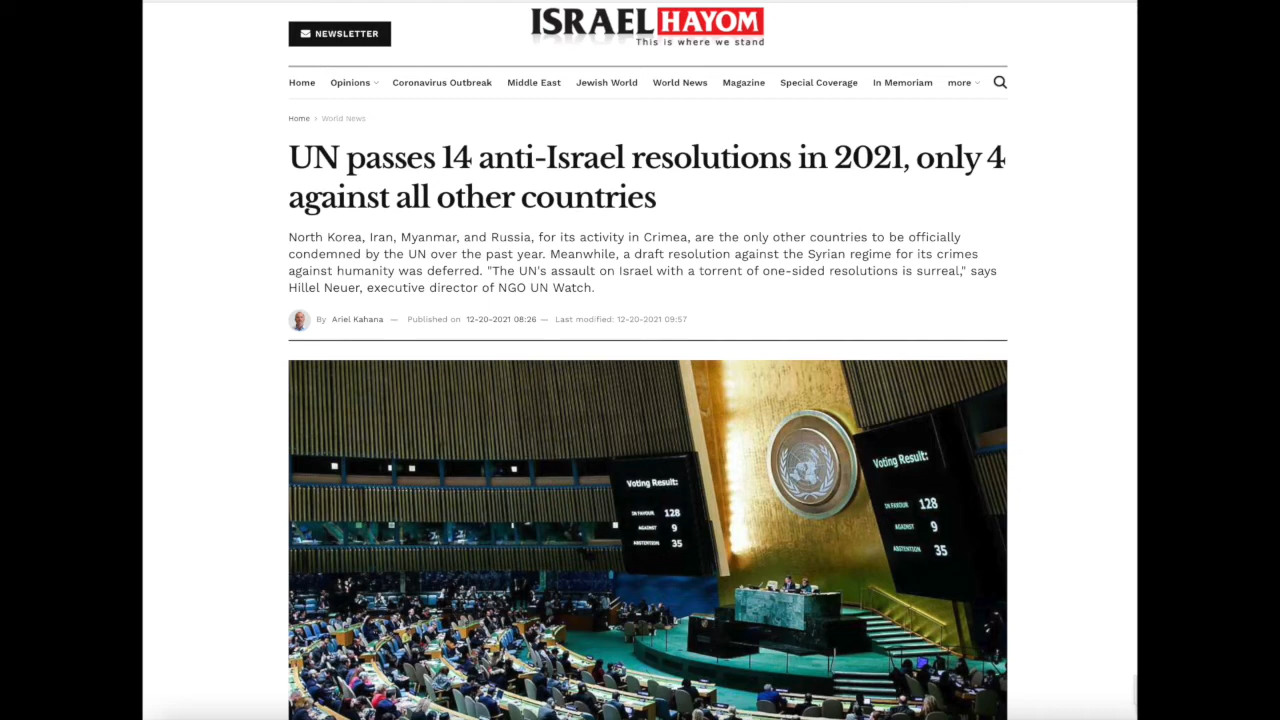 NEWSLETTER
ISRAEL HAYOM
This is where we stand
Home Opinions Coronavirus Outbreak Middle East Jewish World World News Magazine Special Coverage In Memoriam more
Home > World News
UN passes 14 anti-Israel resolutions in 2021, only 4
against all other countries
North Korea, Iran, Myanmar, and Russia, for its activity in Crimea, are the only other countries to be officially
condemned by the UN over the past year. Meanwhile, a draft resolution against the Syrian regime for its crimes
against humanity was deferred. "The UN's assault on Israel with a torrent of one-sided resolutions is surreal," says
Hillel Neuer, executive director of NGO UN Watch.
By Ariel Kahana — Published on 12-20-2021 08:26 — Last modified: 12-20-2021 09:57
Voting Result:
IN FAVOUR 128
AGAINST 9
ABSTENTION 35
Voting Result:
IN FAVOUR 128
AGAINST 9
ABSTENTION 35